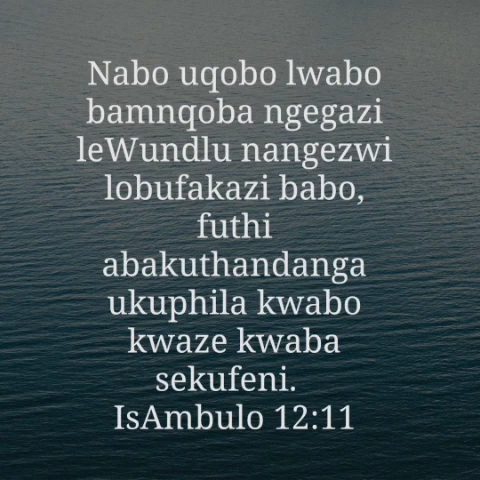 Nabo uqobo lwabo
bamnqoba ngegazi
leWundlu nangezwi
lobufakazi babo,
futhi
abakuthandanga
ukuphila kwabo
kwaze kwaba
sekufeni.
IsAmbulo 12:11